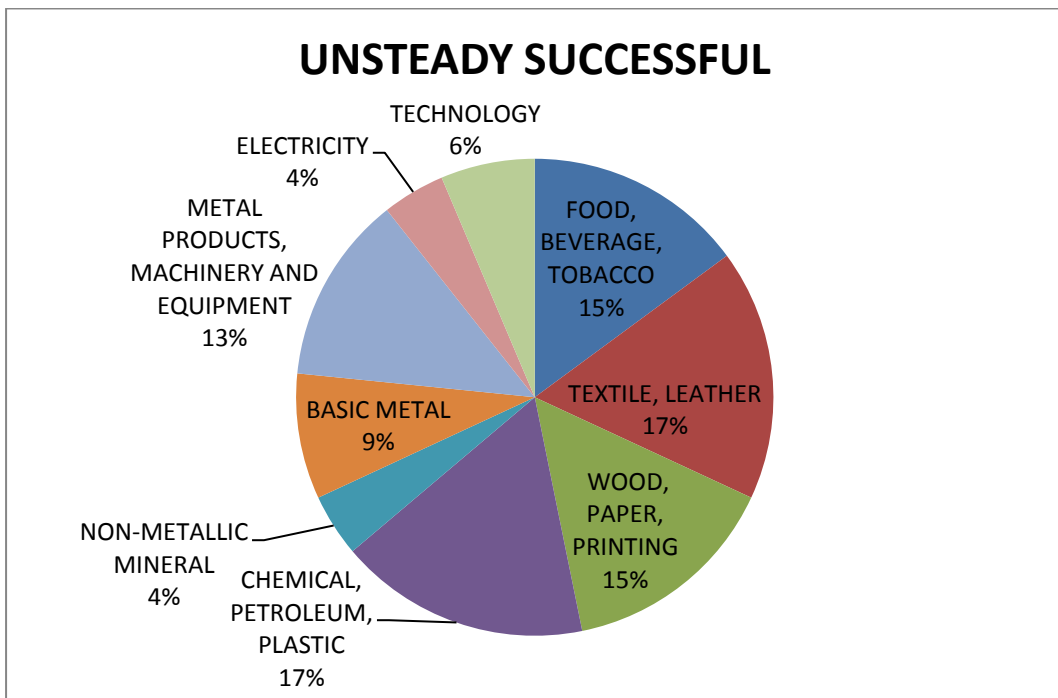 UNSTEADY SUCCESSFUL
TECHNOLOGY
6%
ELECTRICITY
4%
METAL
PRODUCTS,
MACHINERY AND
EQUIPMENT
13%
FOOD,
BEVERAGE,
TOBACCO
15%
TEXTILE, LEATHER
17%
BASIC METAL
9%
WOOD,
PAPER,
PRINTING
15%
NON-METALLIC
MINERAL
4%
CHEMICAL,
PETROLEUM,
PLASTIC
17%